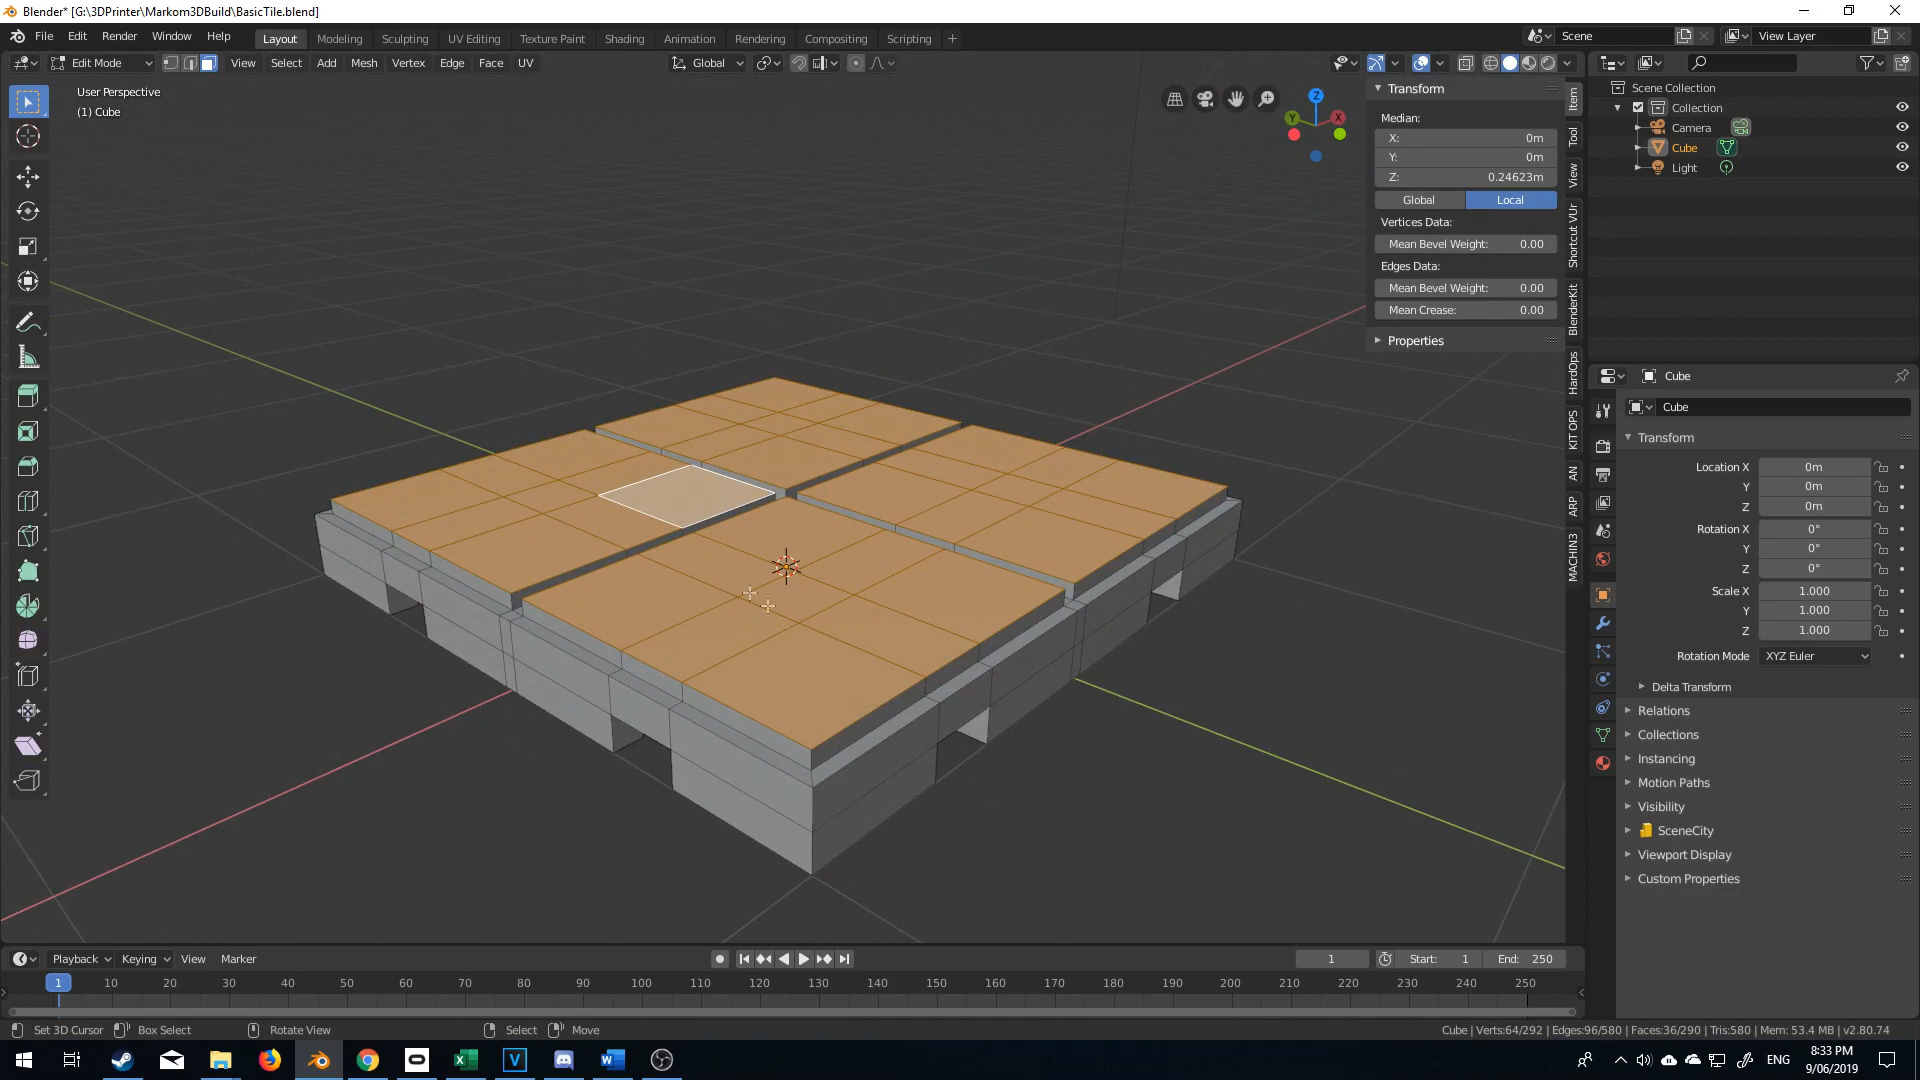 Blender* [G:\3DPrinter\Markom3DBuild\BasicTile.blend]
File Edit Render Window Help
Layout Modeling Sculpting UV Editing Texture Paint Shading Animation Rendering Compositing Scripting
Scene
View Layer
Edit Mode View Select Add Mesh Vertex Edge Face UV
Global
User Perspective
(1) Cube
Z
Y
X
Transform
Median:
X: 0m
Y: 0m
Z: 0.24623m
Global Local
Vertices Data:
Mean Bevel Weight: 0.00
Edges Data:
Mean Bevel Weight: 0.00
Mean Crease: 0.00
Properties
Item
Tool
View
Shortcut VUr
BlenderKit
HardOps
KIT OPS
AN
ARP
MACHIN3
Scene Collection
Collection
Camera
Cube
Light
Cube
Cube
Transform
Location X 0m
Y 0m
Z 0m
Rotation X 0°
Y 0°
Z 0°
Scale X 1.000
Y 1.000
Z 1.000
Rotation Mode XYZ Euler
Delta Transform
Relations
Collections
Instancing
Motion Paths
Visibility
SceneCity
Viewport Display
Custom Properties
Playback Keying View Marker
1 Start: 1 End: 250
1 10 20 30 40 50 60 70 80 90 100 110 120 130 140 150 160 170 180 190 200 210 220 230 240 250
Set 3D Cursor Box Select Rotate View Select Move
Cube | Verts:64/292 | Edges:96/580 | Faces:36/290 | Tris:580 | Mem: 53.4 MB | v2.80.74
ENG
8:33 PM
9/06/2019